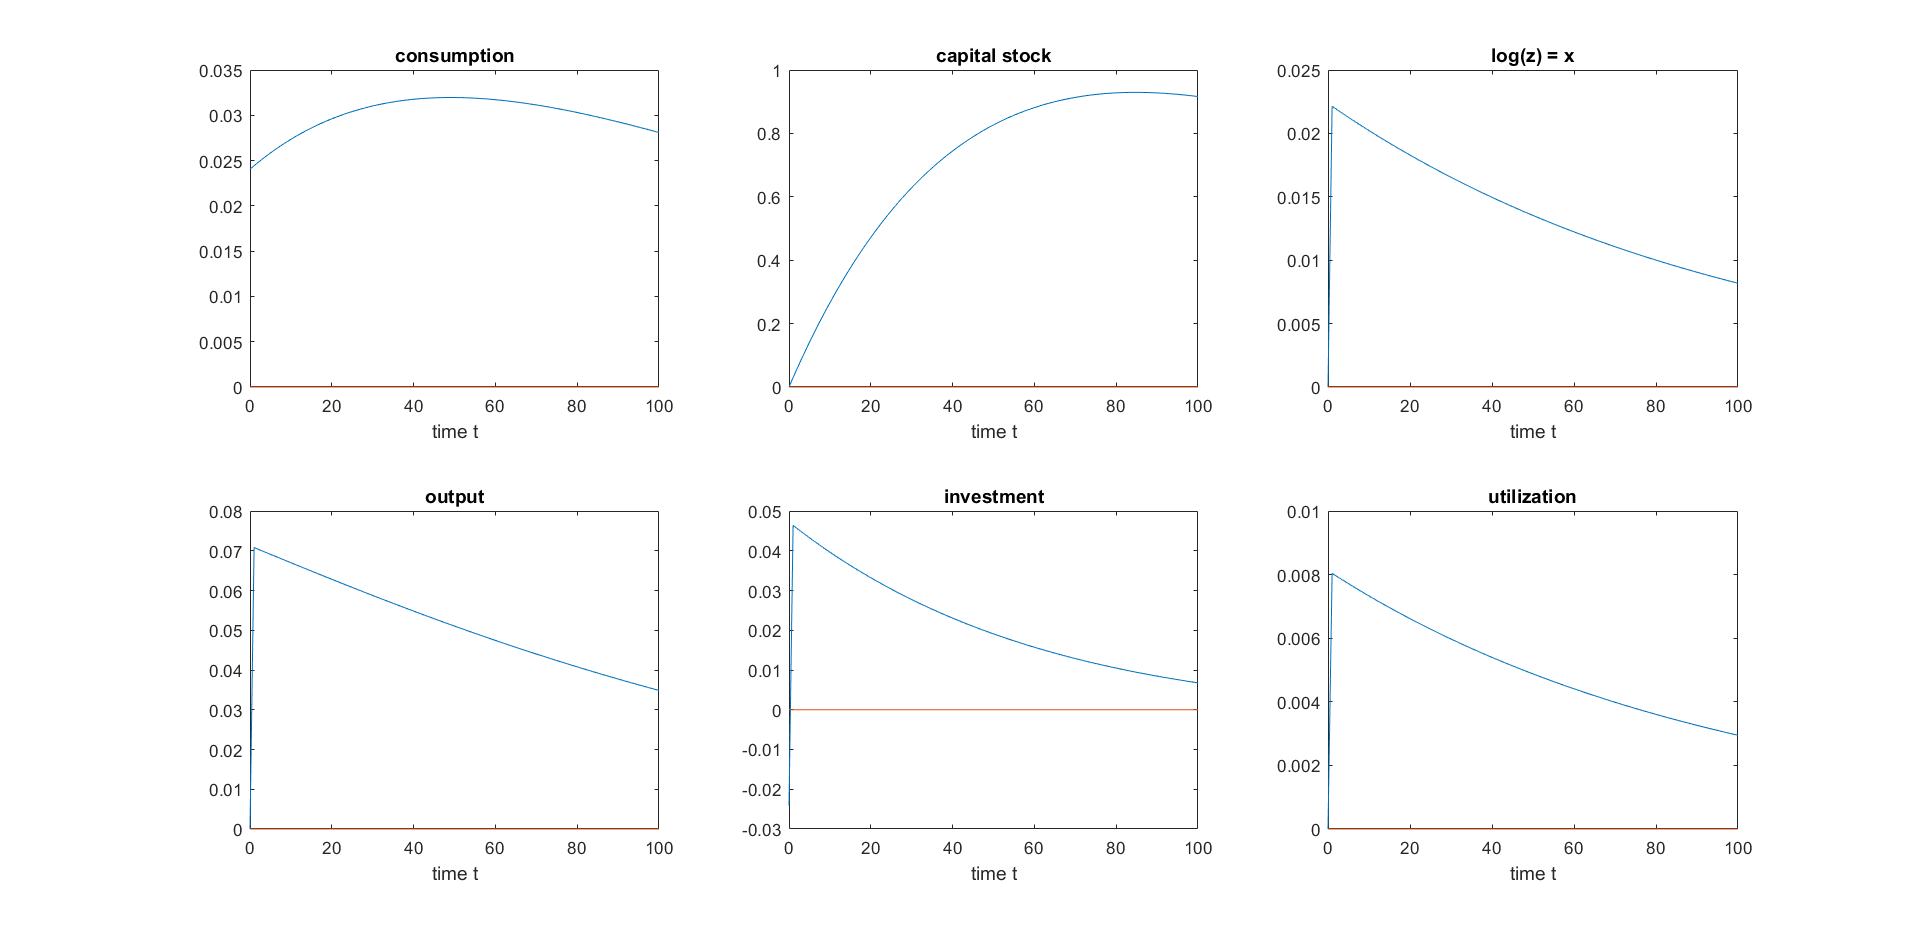 consumption
0.035
0.03
0.025
0.02
0.015
0.01
0.005
0
0 20 40 60 80 100
time t
capital stock
1
0.8
0.6
0.4
0.2
0
0 20 40 60 80 100
time t
log(z) = x
0.025
0.02
0.015
0.01
0.005
0
0 20 40 60 80 100
time t
output
0.08
0.07
0.06
0.05
0.04
0.03
0.02
0.01
0
0 20 40 60 80 100
time t
investment
0.05
0.04
0.03
0.02
0.01
0
-0.01
-0.02
-0.03
0 20 40 60 80 100
time t
utilization
0.01
0.008
0.006
0.004
0.002
0
0 20 40 60 80 100
time t